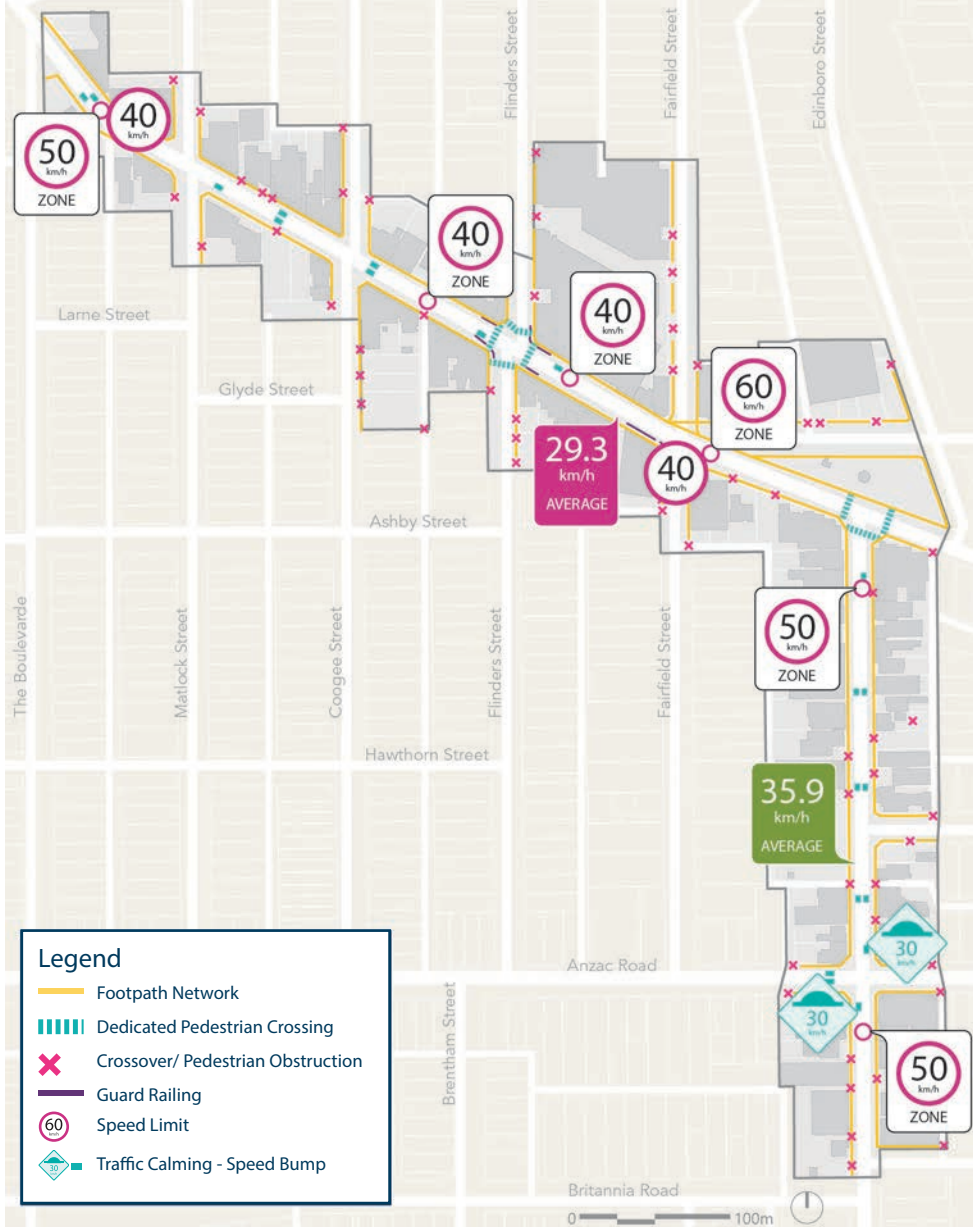 Flinders Street
Fairfield Street
Edinboro Street
40
km/h
50
km/h
ZONE
40
km/h
ZONE
40
km/h
ZONE
Larne Street
Glyde Street
60
km/h
ZONE
29.3
km/h
AVERAGE
40
km/h
Ashby Street
50
km/h
ZONE
The Boulevarde
Matlock Street
Coogee Street
Flinders Street
Fairfield Street
Hawthorn Street
35.9
km/h
AVERAGE
30
km/h
Anzac Road
30
km/h
Brentham Street
50
km/h
ZONE
Legend
Footpath Network
Dedicated Pedestrian Crossing
Crossover/ Pedestrian Obstruction
Guard Railing
60
km/h
Speed Limit
30
Traffic Calming - Speed Bump
Britannia Road
0
100m